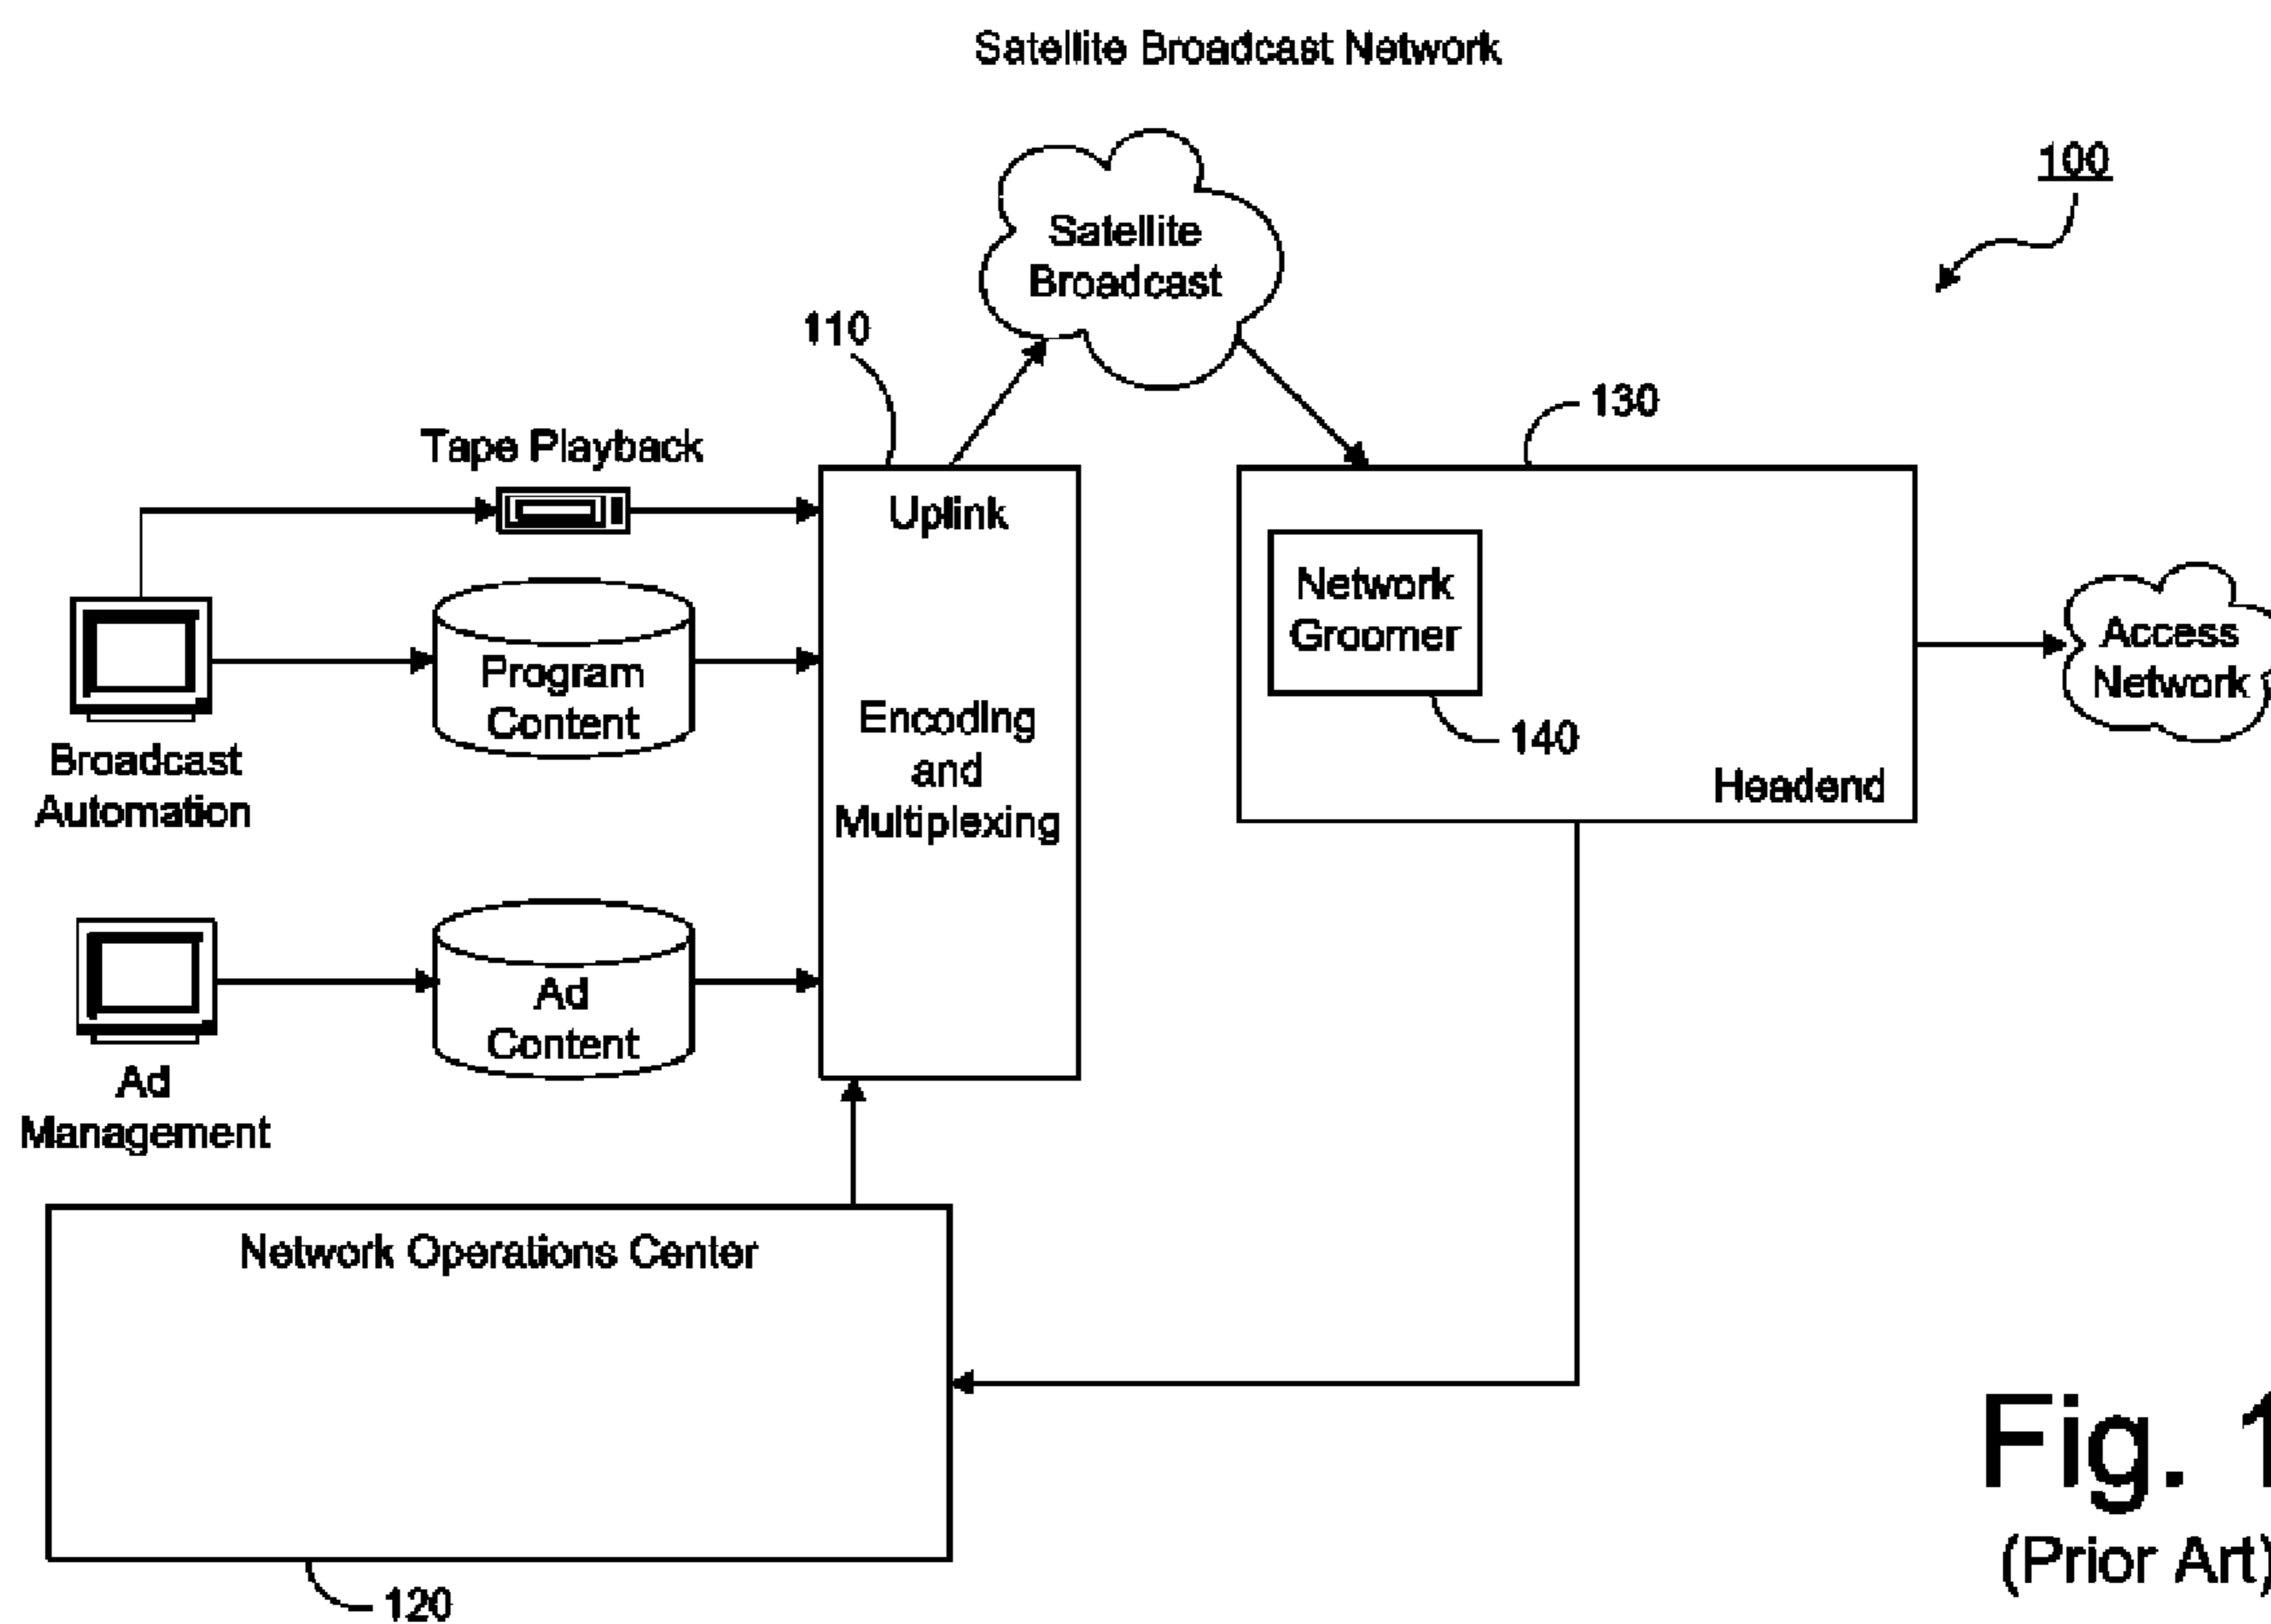 Satellite Broadcast Network
100
Satellite
Broadcast
110
130
Tape Playback
Uplink
Network
Groomer
Access
Network
Program
Content
Encoding
and
Multiplexing
140
Broadcast
Automation
Headend
Ad
Content
Ad
Management
Network Operations Center
Fig. 1
(Prior Art)
120